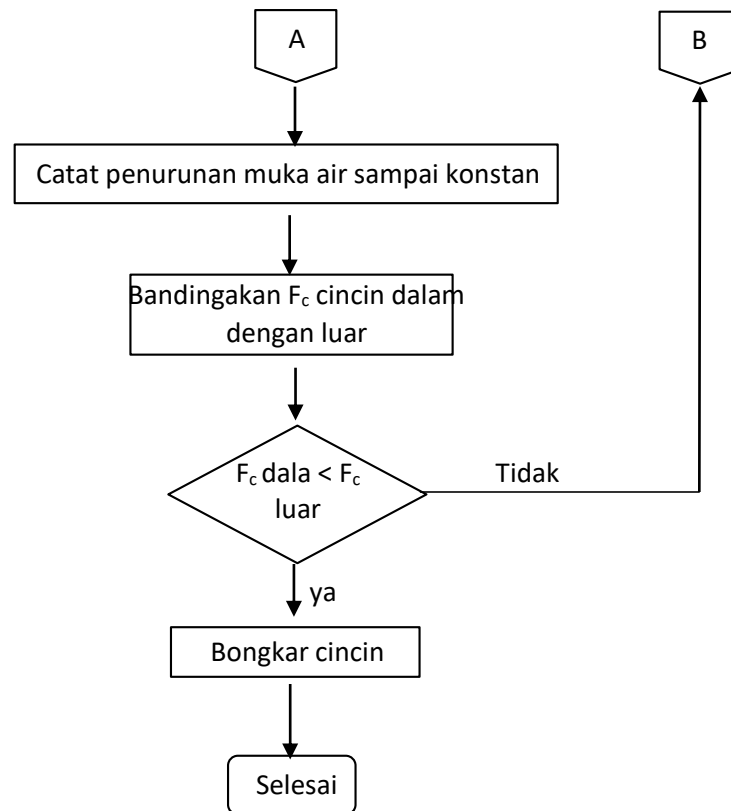 A
B
Catat penurunan muka air sampai konstan
Bandingakan Fc cincin dalam
dengan luar
Fc dala < Fc
luar
Tidak
ya
Bongkar cincin
Selesai